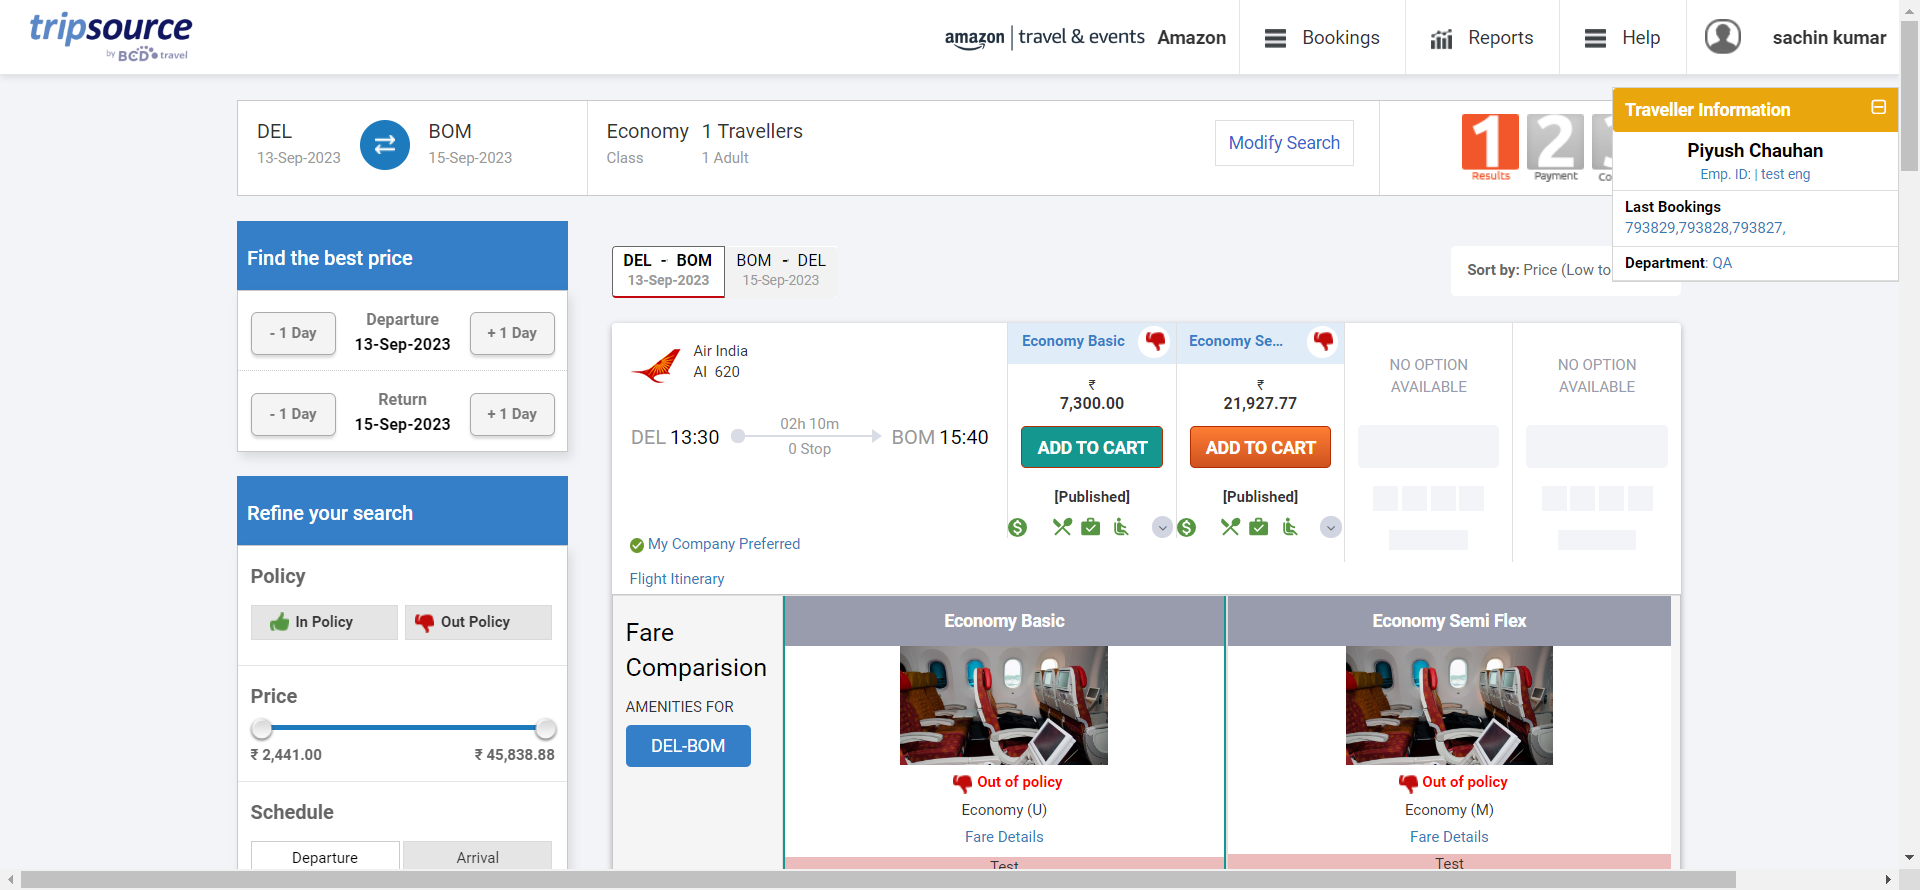 tripsource
by BCD travel
amazon | travel & events Amazon
Bookings
Reports
Help
sachin kumar
DEL
13-Sep-2023
BOM
15-Sep-2023
Economy
Class
1 Travellers
1 Adult
Modify Search
1
Results
2
Payment
Co
Traveller Information
Piyush Chauhan
Emp. ID: | test eng
Last Bookings
793829,793828,793827,
Department: QA
Find the best price
- 1 Day
Departure
13-Sep-2023
+ 1 Day
- 1 Day
Return
15-Sep-2023
+ 1 Day
Refine your search
Policy
In Policy
Out Policy
Price
₹ 2,441.00
₹ 45,838.88
Schedule
Departure
Arrival
DEL - BOM
13-Sep-2023
BOM - DEL
15-Sep-2023
Sort by: Price (Low to
Air India
AI 620
DEL 13:30
02h 10m
0 Stop
BOM 15:40
My Company Preferred
Flight Itinerary
Economy Basic
₹
7,300.00
ADD TO CART
[Published]
Economy Se...
₹
21,927.77
ADD TO CART
[Published]
NO OPTION
AVAILABLE
NO OPTION
AVAILABLE
Fare
Comparision
AMENITIES FOR
DEL-BOM
Economy Basic
Out of policy
Economy (U)
Fare Details
Test
Economy Semi Flex
Out of policy
Economy (M)
Fare Details
Test